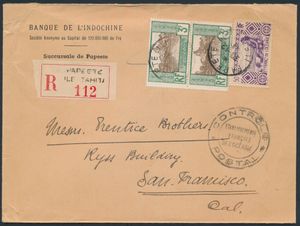 BANQUE DE L'INDOCHINE
Société Anonyme au Capital de 120.000.000 de Frs
Succursale de Papeete
PAPEETE
ILE TAHITI
R 112
Messrs. Prentice Brothers,
Kyss Building,
San Francisco
Cal.
CONTRÔLE
POSTAL